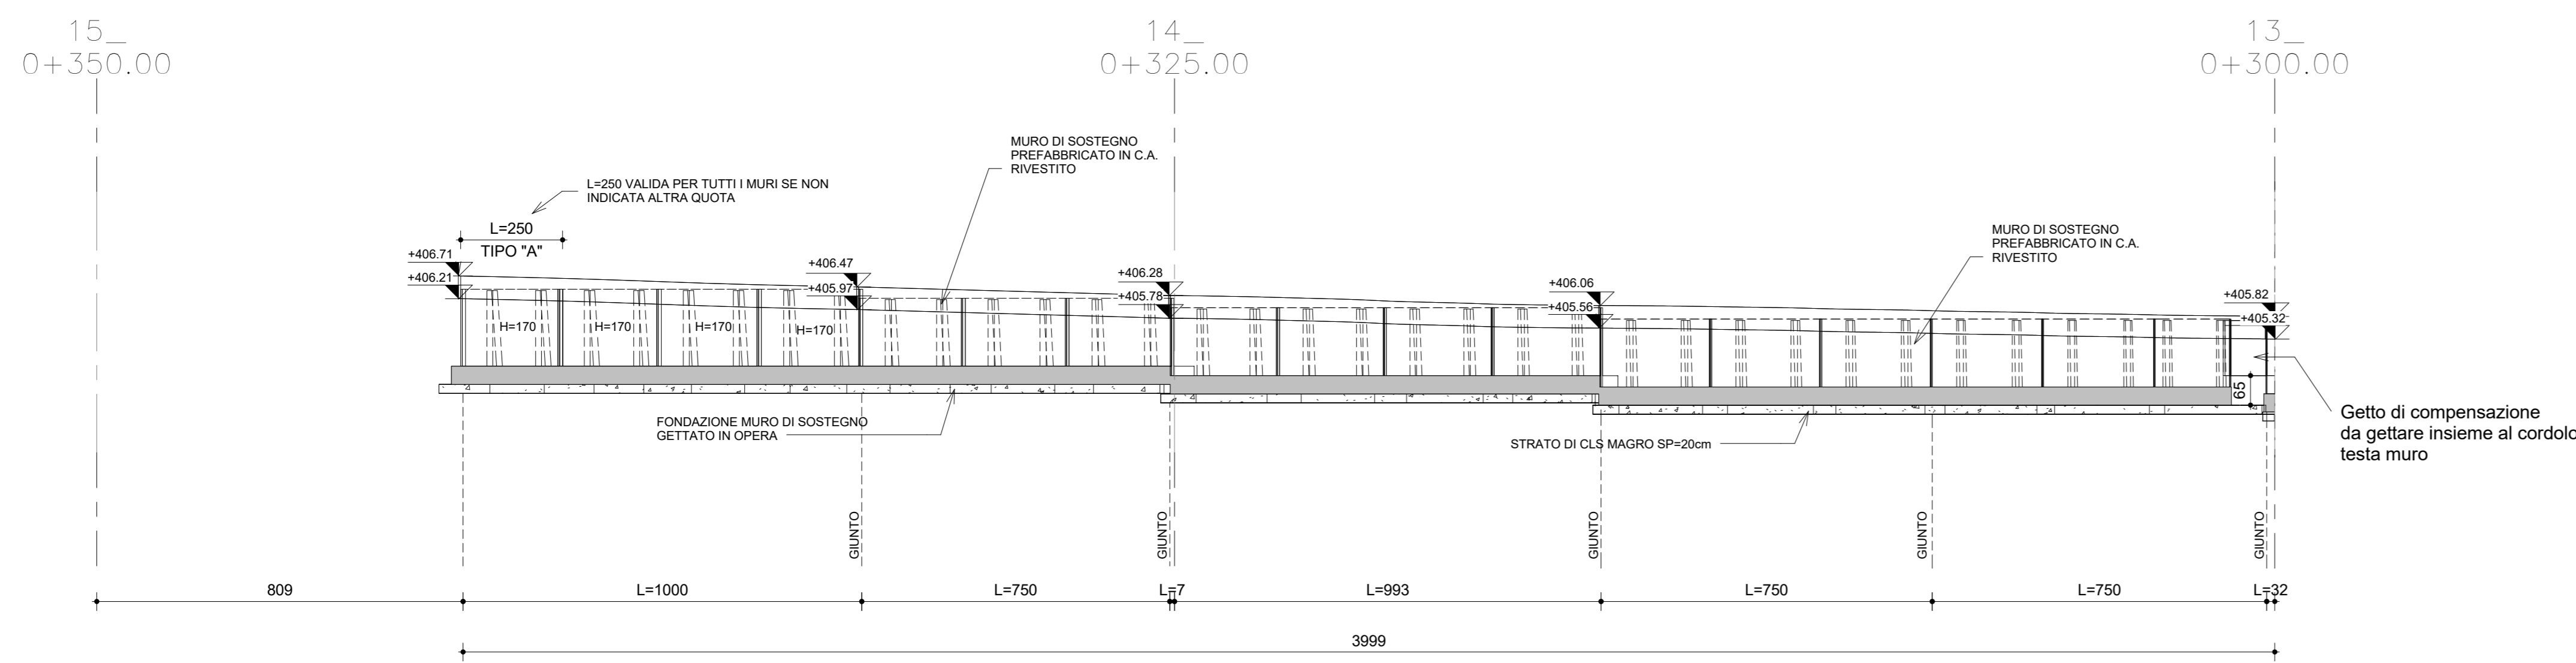 15_
0+350.00
14_
0+325.00
13_
0+300.00
MURO DI SOSTEGNO
PREFABBRICATO IN C.A.
RIVESTITO
L=250 VALIDA PER TUTTI I MURI SE NON
INDICATA ALTRA QUOTA
L=250
TIPO "A"
MURO DI SOSTEGNO
PREFABBRICATO IN C.A.
RIVESTITO
+406.71
+406.21
+406.47
+405.97
+406.28
+405.78
+406.06
+405.56
+405.82
+405.32
H=170
H=170
H=170
H=170
65
FONDAZIONE MURO DI SOSTEGNO
GETTATO IN OPERA
STRATO DI CLS MAGRO SP=20cm
Getto di compensazione
da gettare insieme al cordolo
testa muro
GIUNTO
GIUNTO
GIUNTO
GIUNTO
GIUNTO
809
L=1000
L=750
L=7
L=993
L=750
L=750
L=32
3999